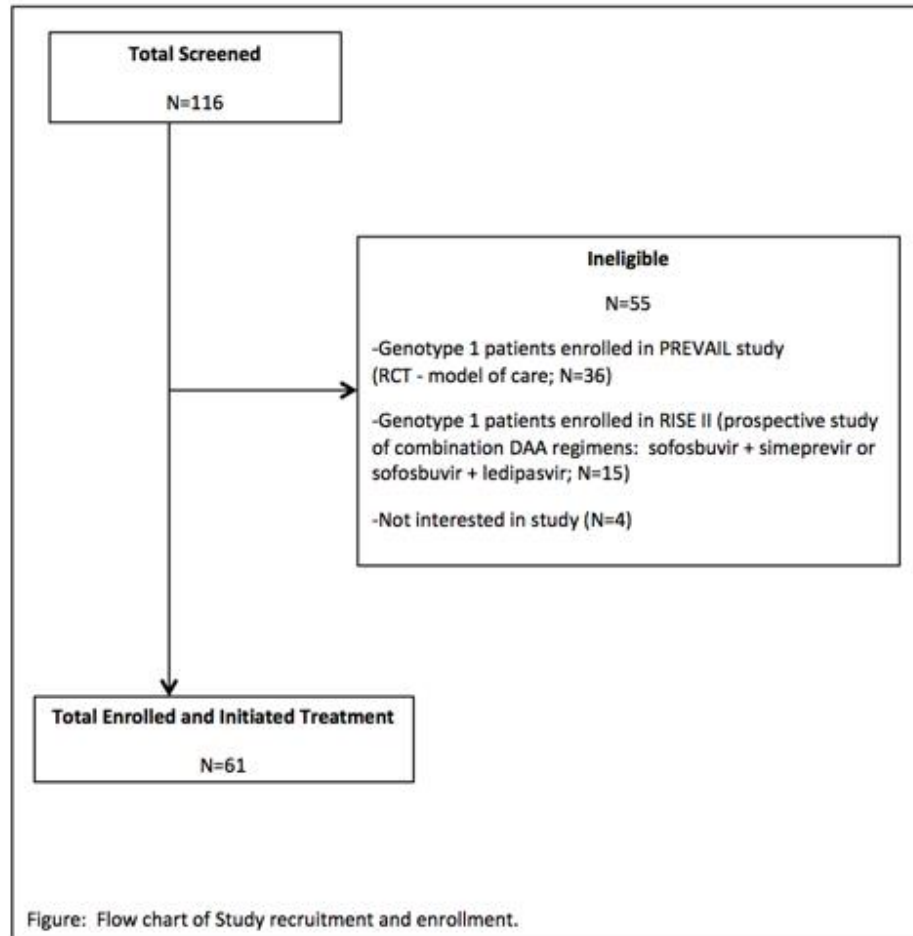 Total Screened
N=116
Ineligible
N=55
-Genotype 1 patients enrolled in PREVAIL study
(RCT - model of care; N=36)
-Genotype 1 patients enrolled in RISE II (prospective study
of combination DAA regimens:  sofosbuvir + simeprevir or
sofosbuvir + ledipasvir; N=15)
-Not interested in study (N=4)
Total Enrolled and Initiated Treatment
N=61
Figure:  Flow chart of Study recruitment and enrollment.